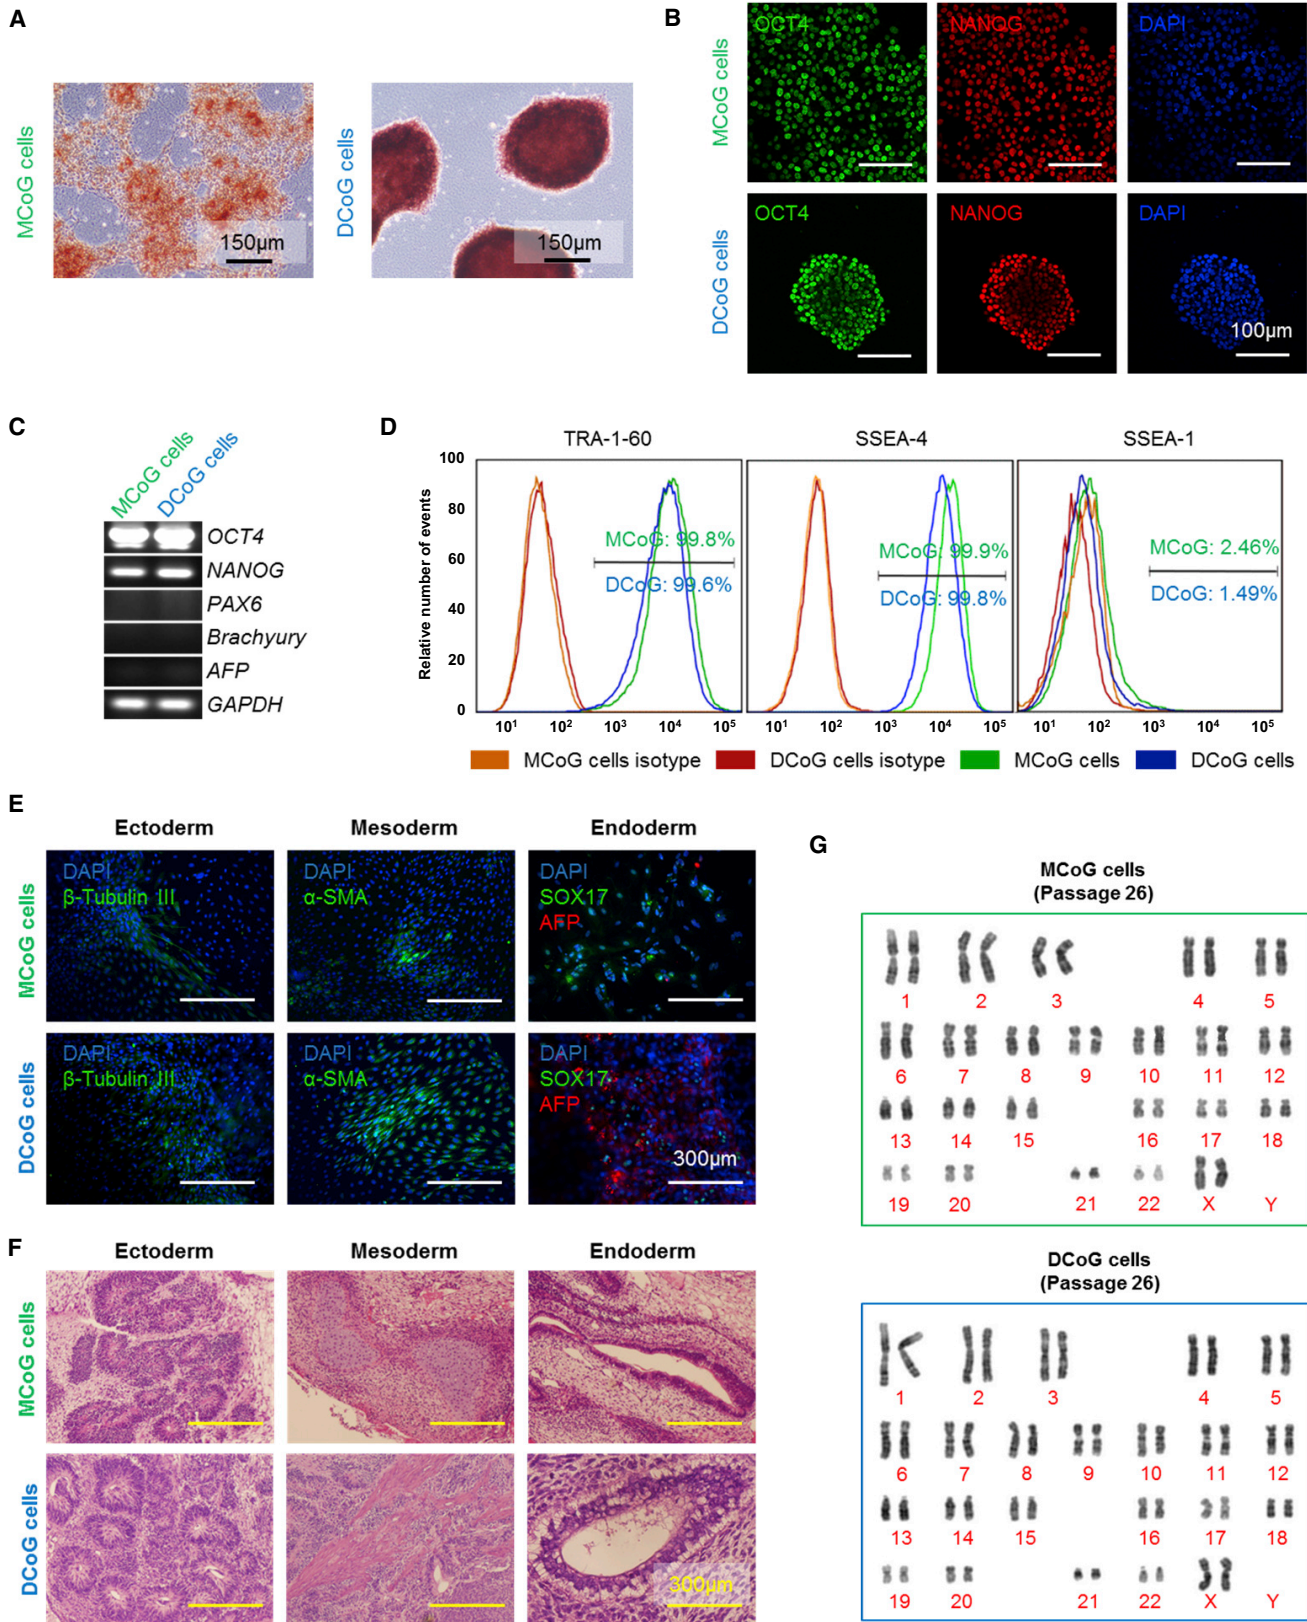 A
MCoG cells
150µm
DCoG cells
150µm
B
MCoG cells
OCT4
NANOG
DAPI
DCoG cells
OCT4
NANOG
DAPI
100µm
C
MCoG cells
DCoG cells
OCT4
NANOG
PAX6
Brachyury
AFP
GAPDH
D
TRA-1-60
SSEA-4
SSEA-1
Relative number of events
100
80
60
40
20
0
MCoG: 99.8%
DCoG: 99.6%
MCoG: 99.9%
DCoG: 99.8%
MCoG: 2.46%
DCoG: 1.49%
10¹ 10² 10³ 10⁴ 10⁵
10¹ 10² 10³ 10⁴ 10⁵
10¹ 10² 10³ 10⁴ 10⁵
MCoG cells isotype
DCoG cells isotype
MCoG cells
DCoG cells
E
Ectoderm
Mesoderm
Endoderm
MCoG cells
DAPI
β-Tubulin III
DAPI
α-SMA
DAPI
SOX17
AFP
DCoG cells
DAPI
β-Tubulin III
DAPI
α-SMA
DAPI
SOX17
AFP
300µm
F
Ectoderm
Mesoderm
Endoderm
MCoG cells
DCoG cells
300µm
G
MCoG cells
(Passage 26)
1 2 3 4 5
6 7 8 9 10 11 12
13 14 15 16 17 18
19 20 21 22 X Y
DCoG cells
(Passage 26)
1 2 3 4 5
6 7 8 9 10 11 12
13 14 15 16 17 18
19 20 21 22 X Y